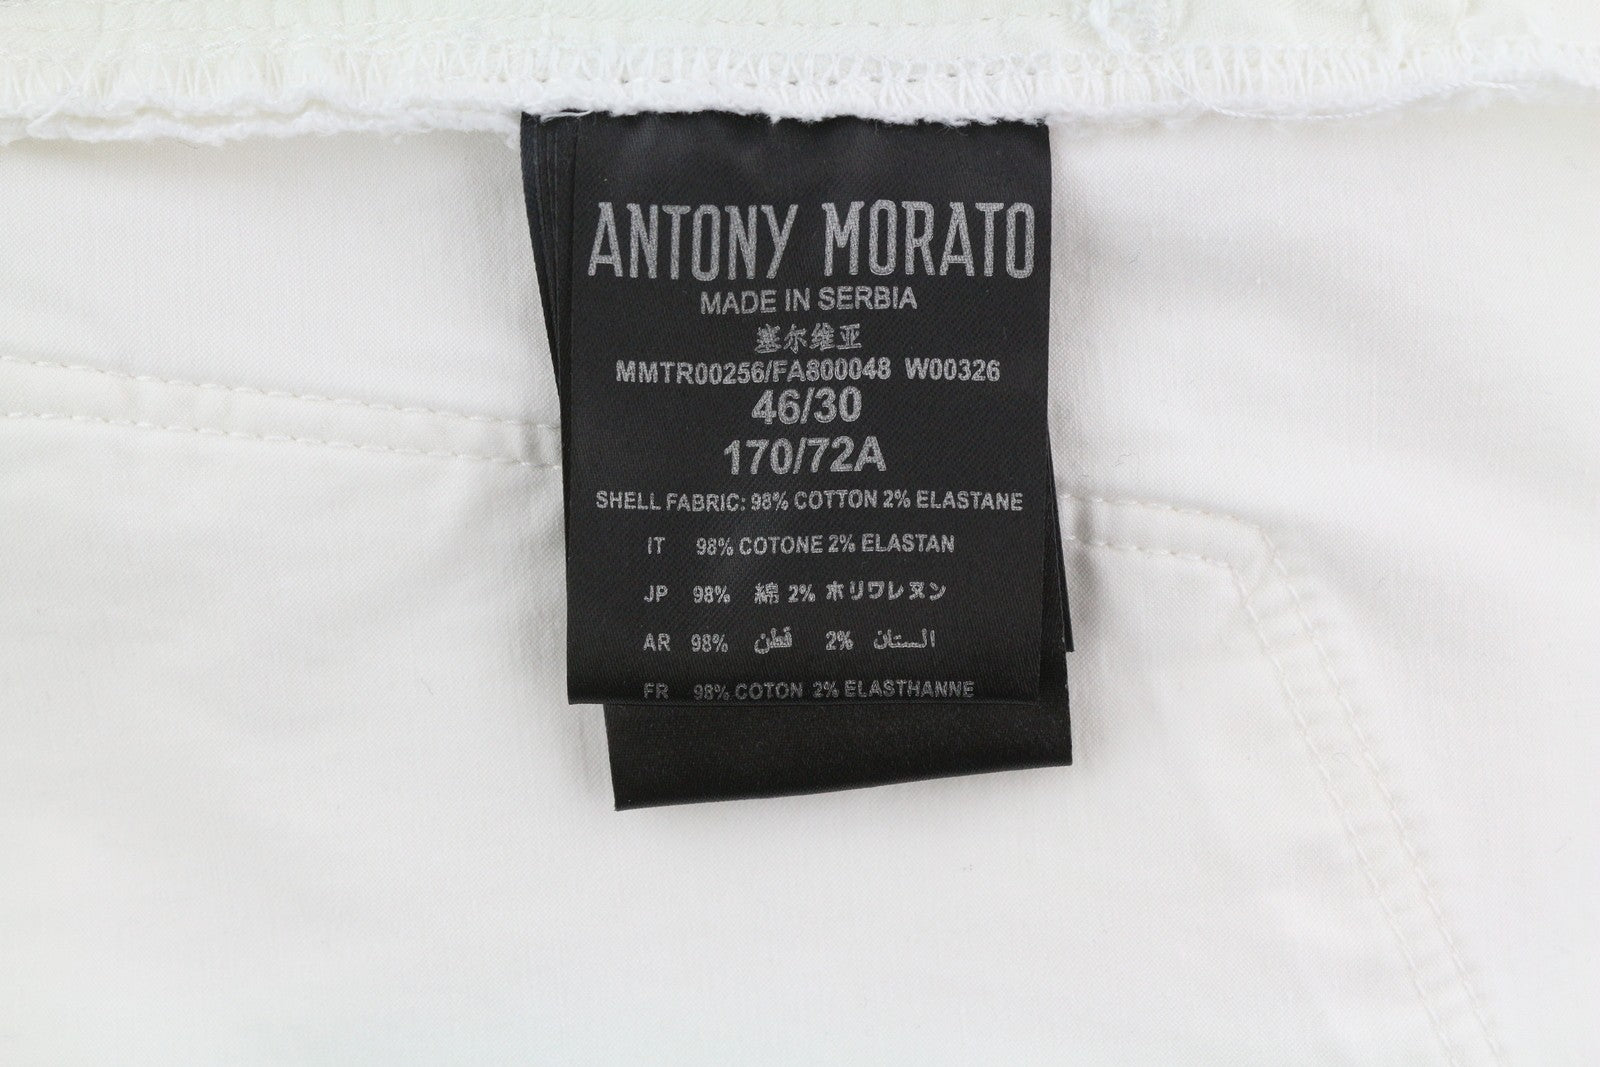 ANTONY MORATO
MADE IN SERBIA
塞尔维亚
MMTR00256/FA800048 W00326
46/30
170/72A
SHELL FABRIC: 98% COTTON 2% ELASTANE
IT 98% COTONE 2% ELASTAN
JP 98% 綿 2% ホリワレヌン
AR 98% قطن 2% الستان
FR 98% COTON 2% ELASTHANNE